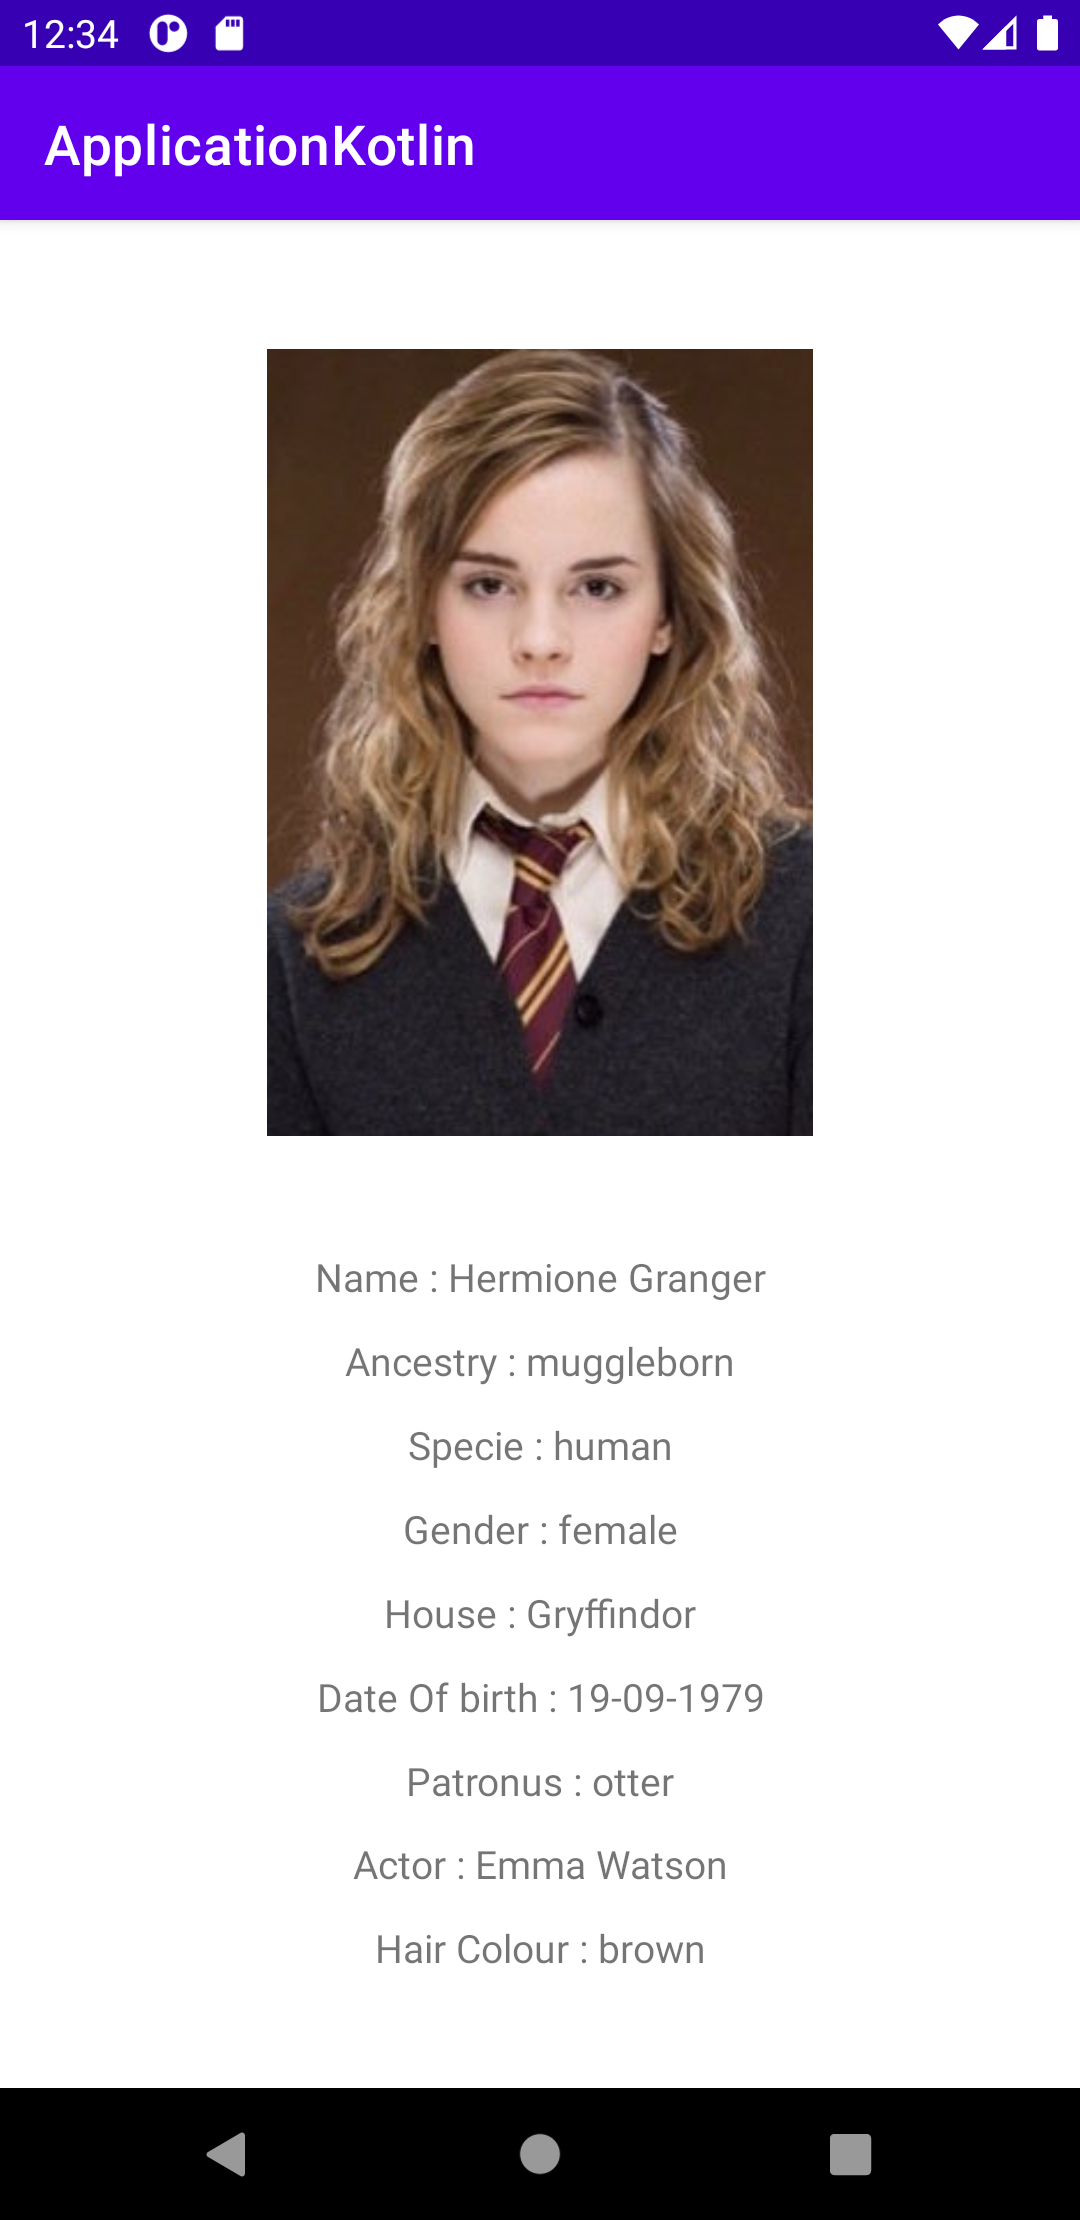 12:34
ApplicationKotlin
Name : Hermione Granger
Ancestry : muggleborn
Specie : human
Gender : female
House : Gryffindor
Date Of birth : 19-09-1979
Patronus : otter
Actor : Emma Watson
Hair Colour : brown